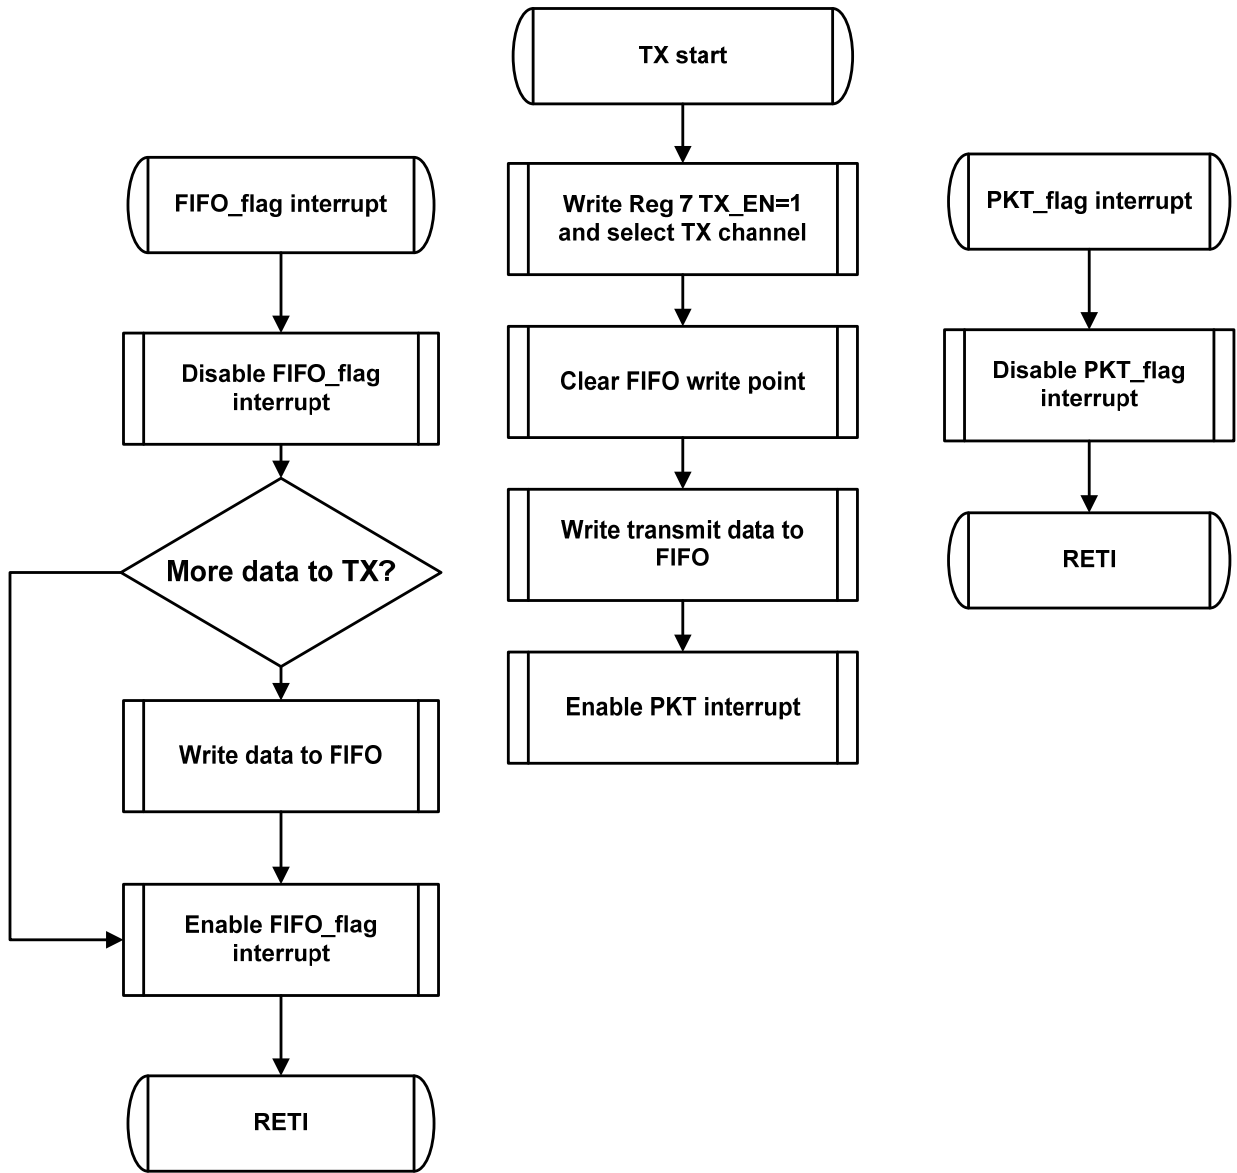 TX start
Write Reg 7 TX_EN=1
and select TX channel
Clear FIFO write point
Write transmit data to
FIFO
Enable PKT interrupt
FIFO_flag interrupt
Disable FIFO_flag
interrupt
More data to TX?
Write data to FIFO
Enable FIFO_flag
interrupt
RETI
PKT_flag interrupt
Disable PKT_flag
interrupt
RETI